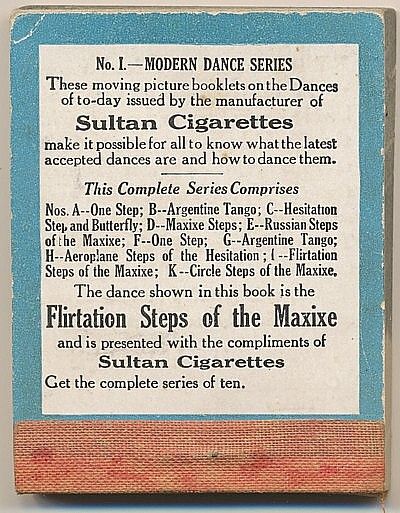 No. I.—MODERN DANCE SERIES
These moving picture booklets on the Dances
of to-day issued by the manufacturer of
Sultan Cigarettes
make it possible for all to know what the latest
accepted dances are and how to dance them.
This Complete Series Comprises
Nos. A--One Step; B--Argentine Tango; C--Hesitation
Step and Butterfly; D--Maxixe Steps; E--Russian Steps
of the Maxixe; F--One Step; G--Argentine Tango;
H--Aeroplane Steps of the Hesitation; I--Flirtation
Steps of the Maxixe; K--Circle Steps of the Maxixe.
The dance shown in this book is the
Flirtation Steps of the Maxixe
and is presented with the compliments of
Sultan Cigarettes
Get the complete series of ten.